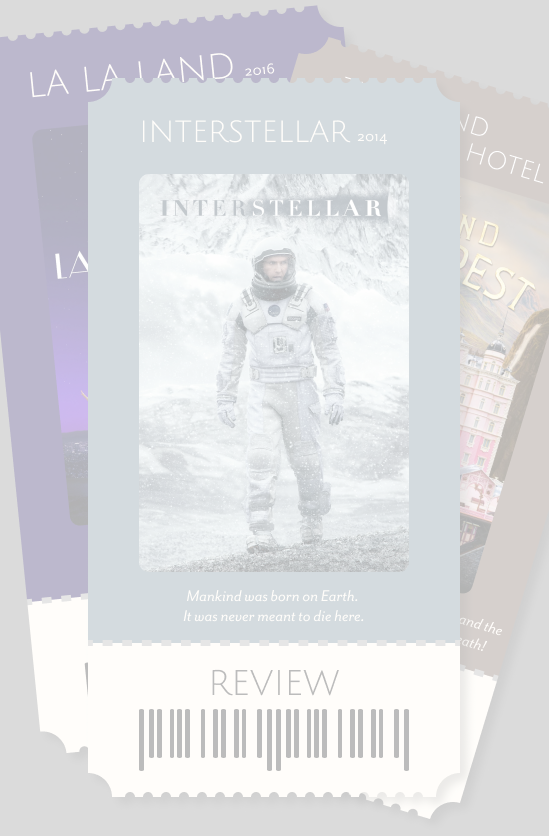 LA LA LAND 2016
INTERSTELLAR 2014
ND
HOTEL
INTERSTELLAR
LA
ND
PEST
Mankind was born on Earth.
It was never meant to die here.
and the
ath!
REVIEW